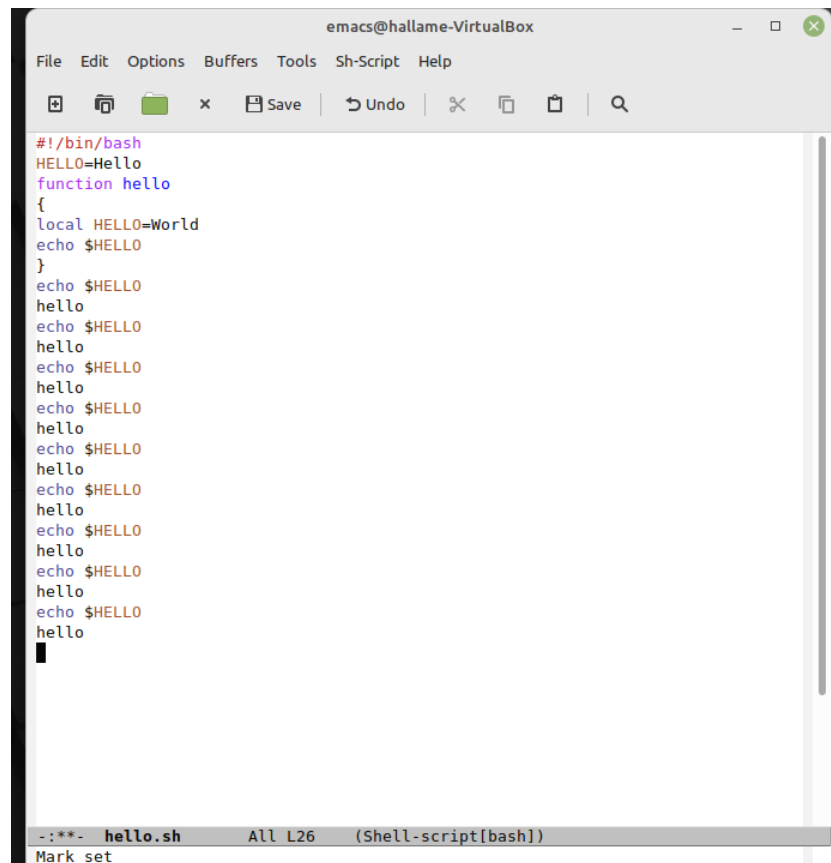 emacs@hallame-VirtualBox
File Edit Options Buffers Tools Sh-Script Help
Save Undo
#!/bin/bash
HELLO=Hello
function hello
{
local HELLO=World
echo $HELLO
}
echo $HELLO
hello
echo $HELLO
hello
echo $HELLO
hello
echo $HELLO
hello
echo $HELLO
hello
echo $HELLO
hello
echo $HELLO
hello
echo $HELLO
hello
echo $HELLO
hello
-:**- hello.sh All L26 (Shell-script[bash])
Mark set